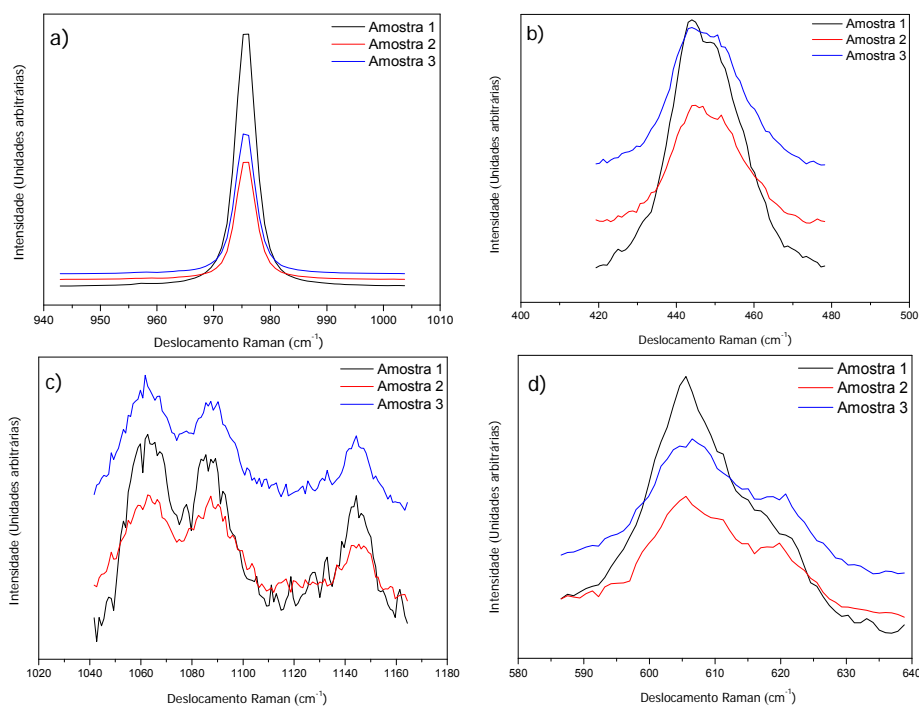 a)
Amostra 1
Amostra 2
Amostra 3
Intensidade (Unidades arbitrárias)
940 950 960 970 980 990 1000 1010
Deslocamento Raman (cm-1)
b)
Amostra 1
Amostra 2
Amostra 3
Intensidade (Unidades arbitrárias)
400 420 440 460 480 500
Deslocamento Raman (cm-1)
c)
Amostra 1
Amostra 2
Amostra 3
Intensidade (Unidades arbitrárias)
1020 1040 1060 1080 1100 1120 1140 1160 1180
Deslocamento Raman (cm-1)
d)
Amostra 1
Amostra 2
Amostra 3
Intensidade (Unidades arbitrárias)
580 590 600 610 620 630 640
Deslocamento Raman (cm-1)